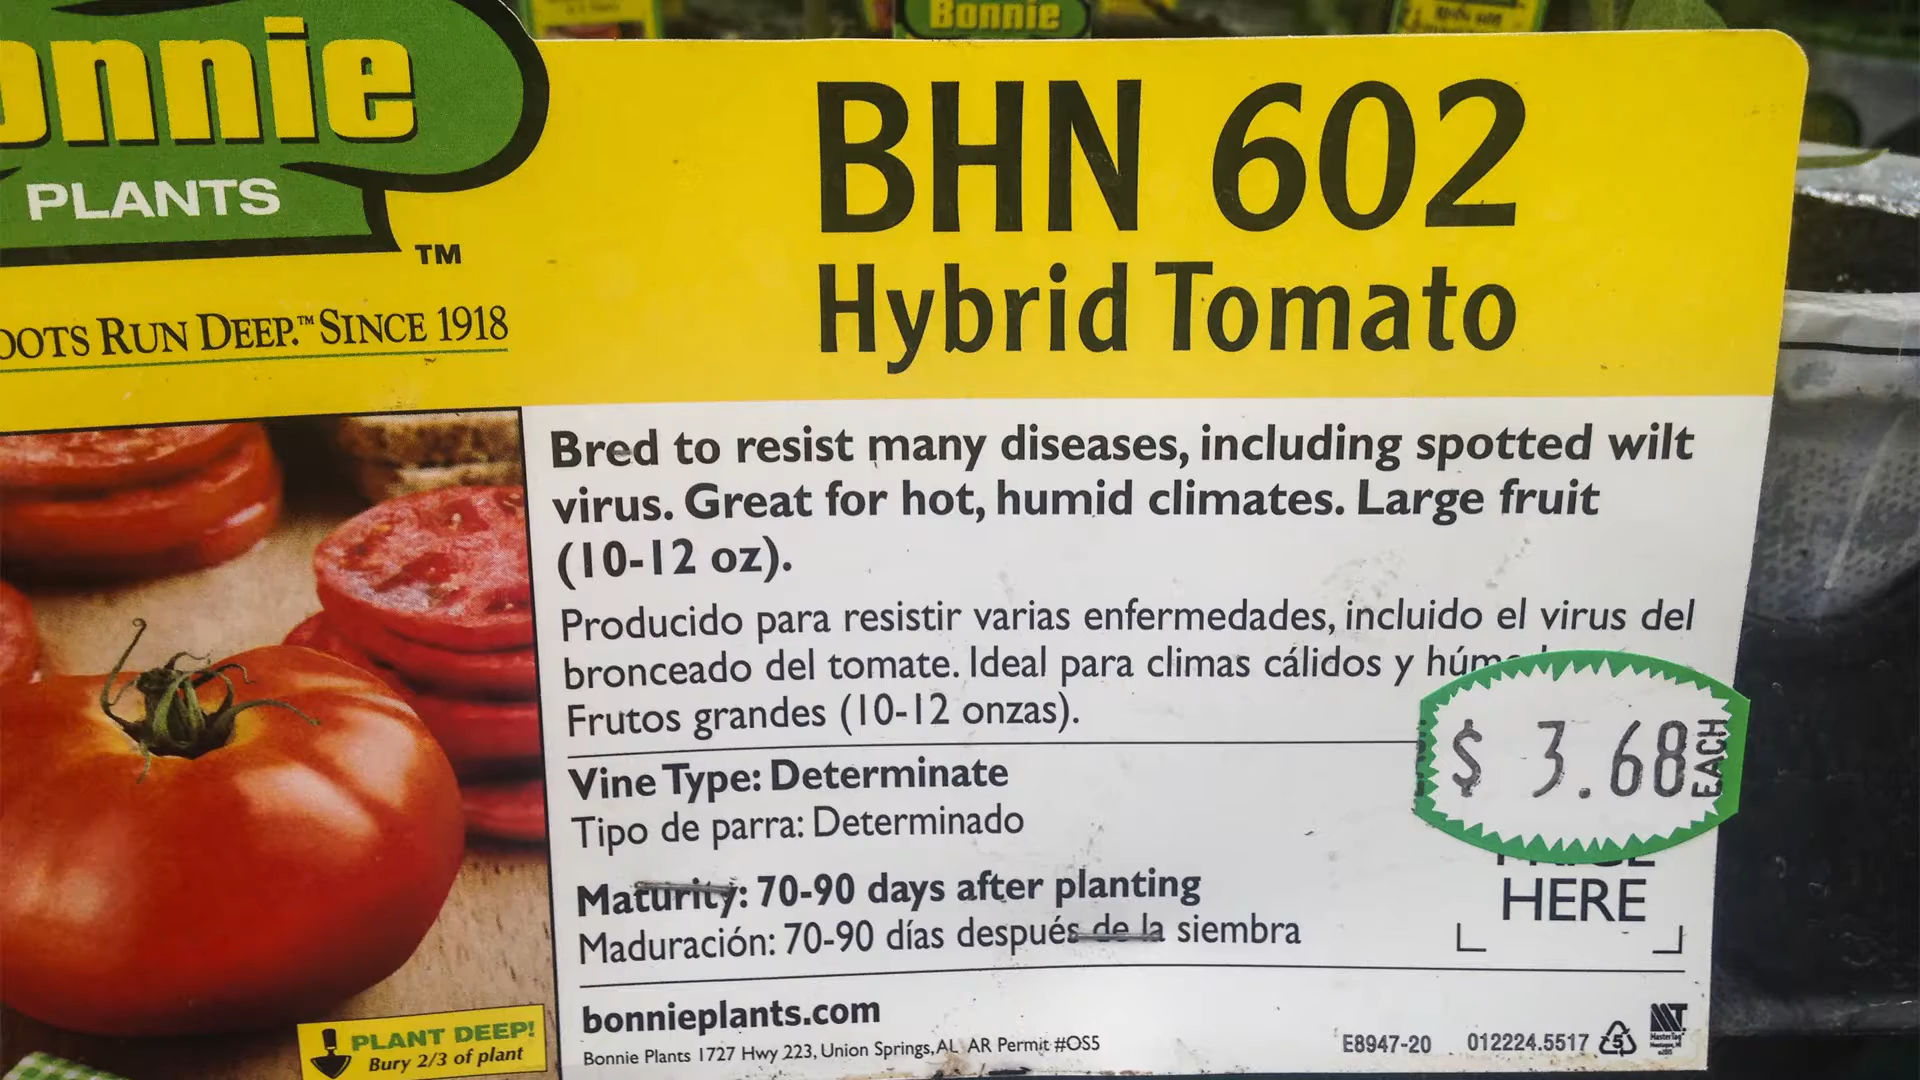 Bonnie
onnie
PLANTS
TM
OOTS RUN DEEP.™ SINCE 1918
BHN 602
Hybrid Tomato
Bred to resist many diseases, including spotted wilt
virus. Great for hot, humid climates. Large fruit
(10-12 oz).
Producido para resistir varias enfermedades, incluido el virus del
bronceado del tomate. Ideal para climas cálidos y
Frutos grandes (10-12 onzas).
$ 3.68 EACH
Vine Type: Determinate
Tipo de parra: Determinado
HERE
Maturity: 70-90 days after planting
Maduración: 70-90 días después de la siembra
PLANT DEEP!
Bury 2/3 of plant
bonnieplants.com
Bonnie Plants 1727 Hwy 223, Union Springs, AL AR Permit #OS5
E8947-20 012224.5517 5